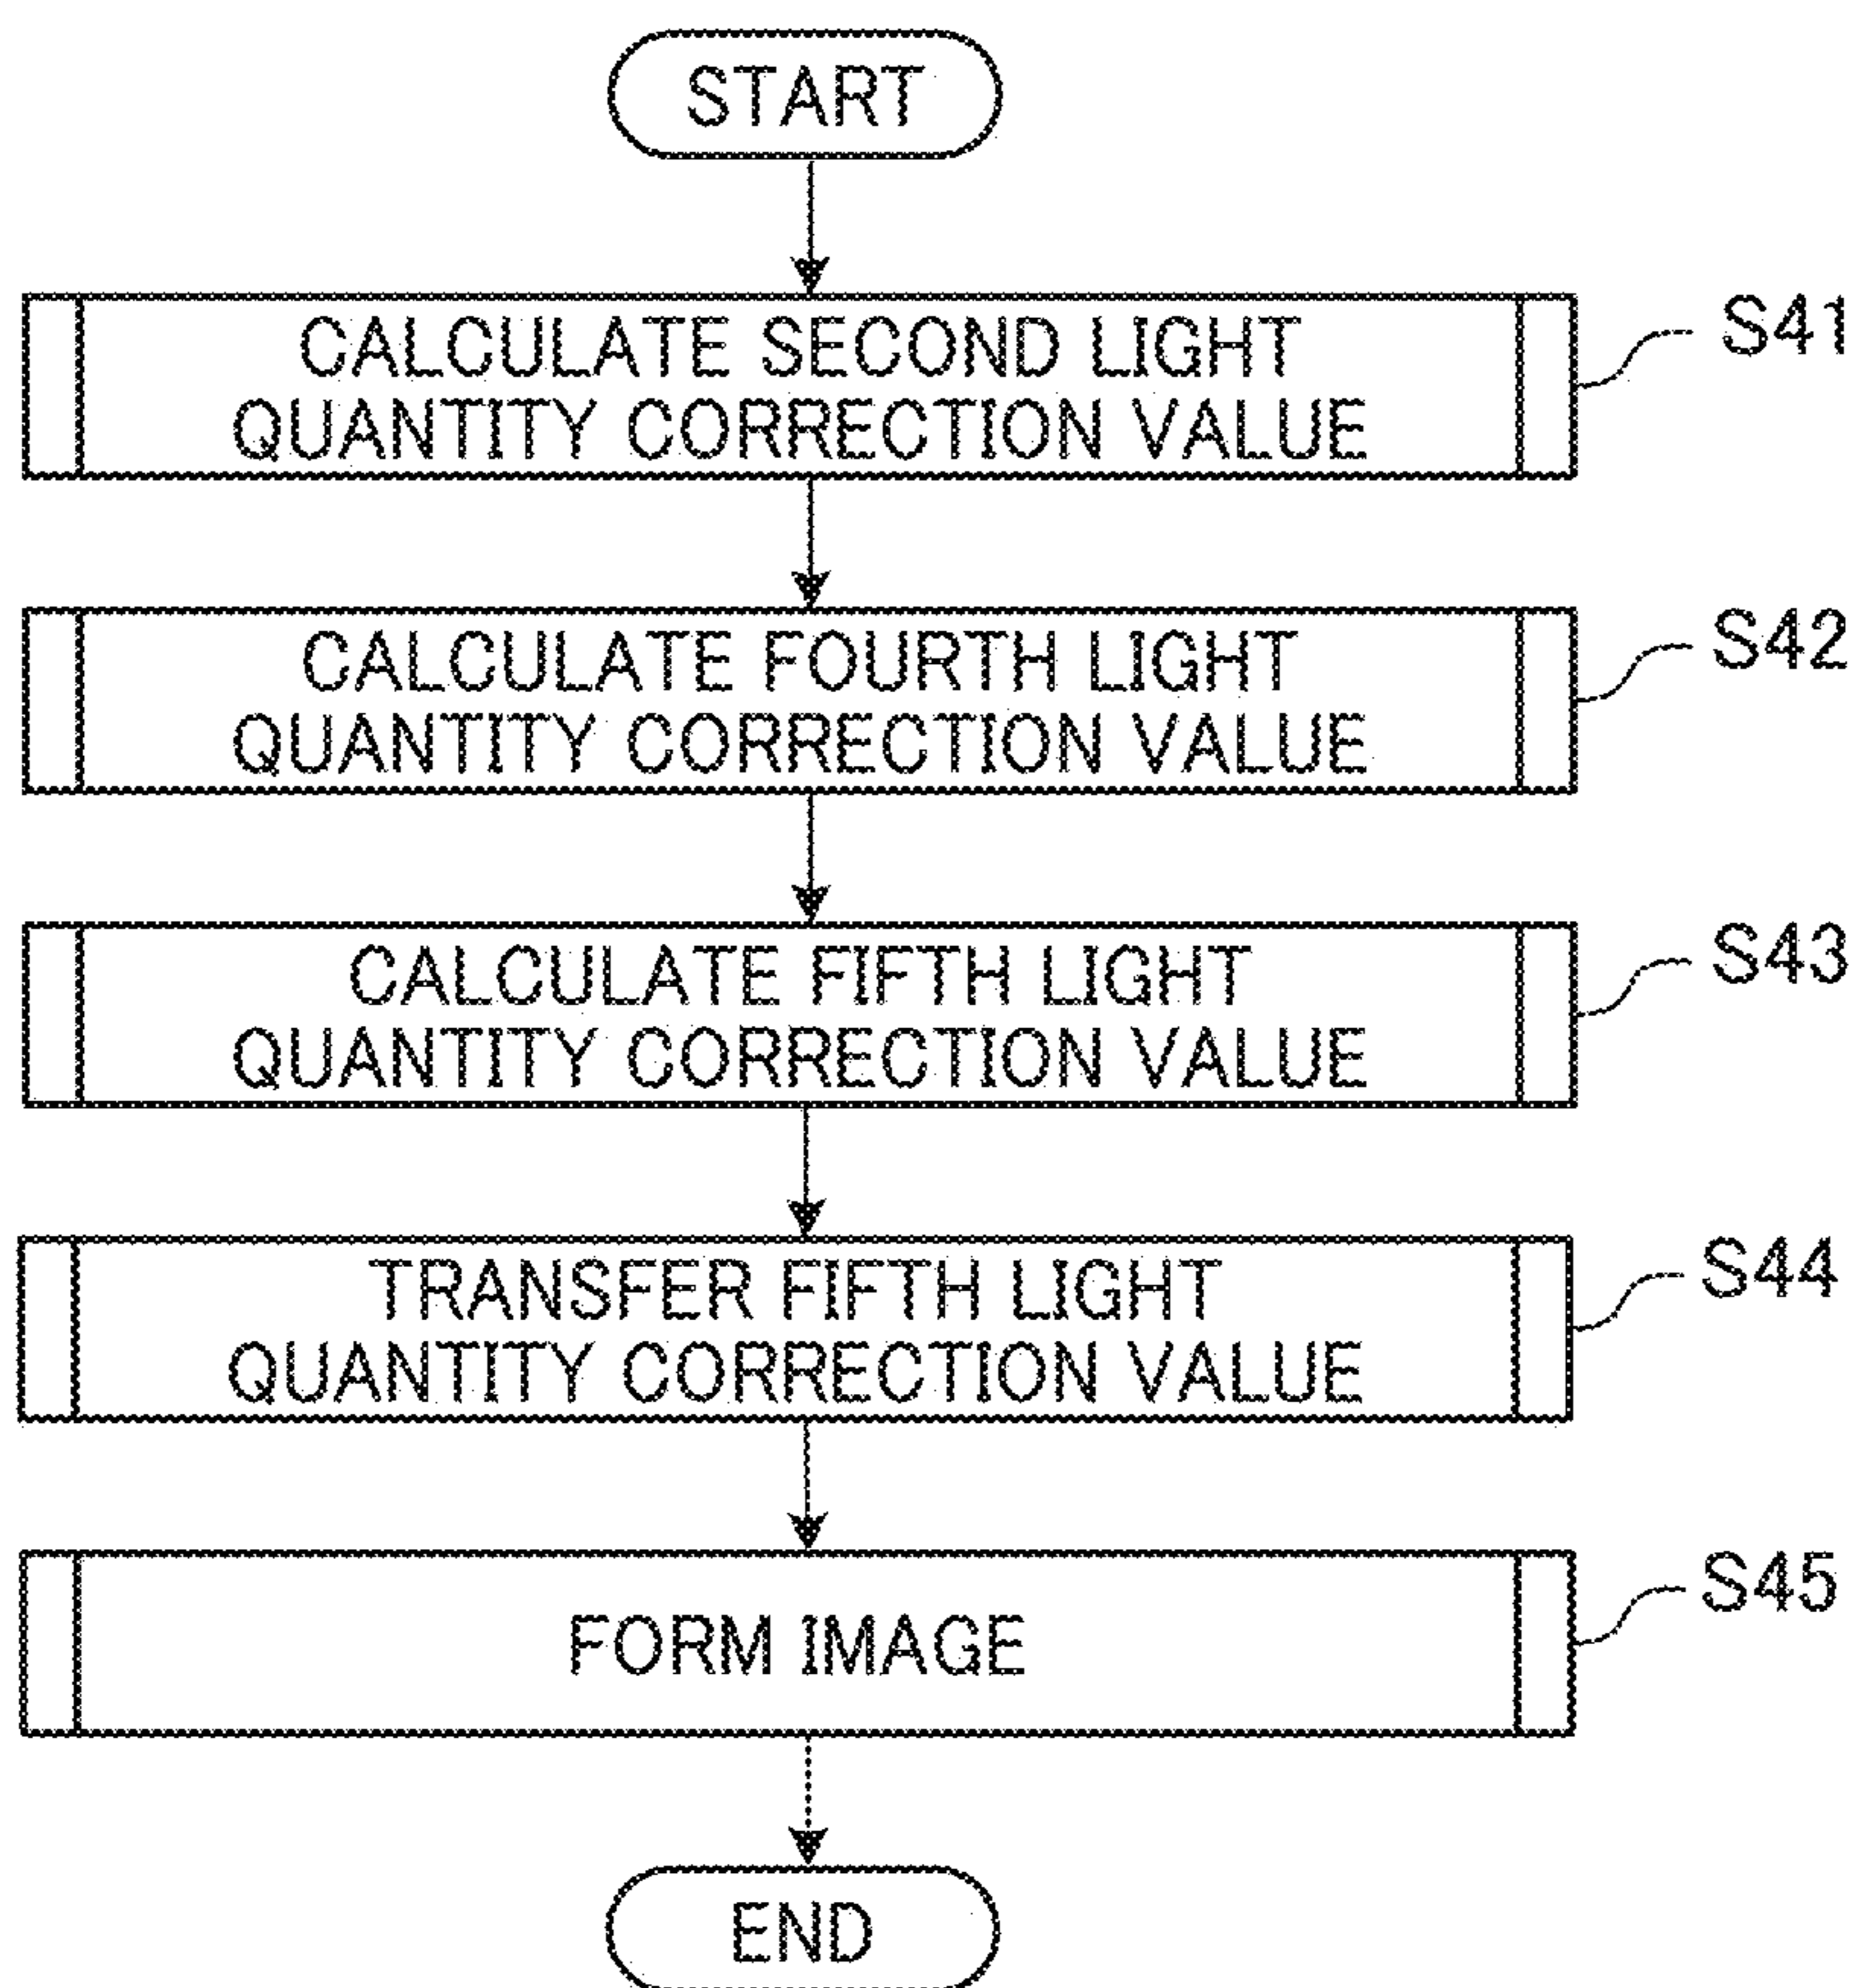 START
CALCULATE SECOND LIGHT
QUANTITY CORRECTION VALUE
S41
CALCULATE FOURTH LIGHT
QUANTITY CORRECTION VALUE
S42
CALCULATE FIFTH LIGHT
QUANTITY CORRECTION VALUE
S43
TRANSFER FIFTH LIGHT
QUANTITY CORRECTION VALUE
S44
FORM IMAGE
S45
END